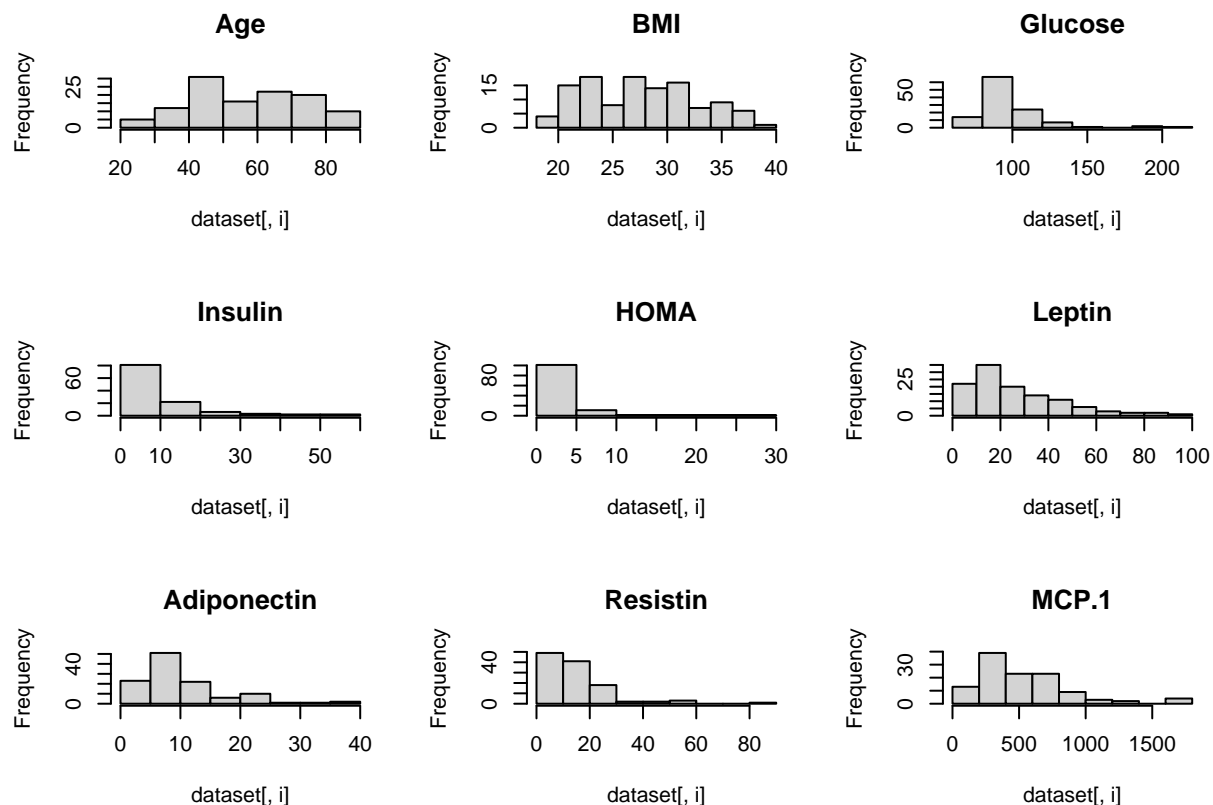 Age
Frequency
0
25
20 40 60 80
dataset[, i]
BMI
Frequency
0
15
20 25 30 35 40
dataset[, i]
Glucose
Frequency
0
50
100 150 200
dataset[, i]
Insulin
Frequency
0
60
0 10 30 50
dataset[, i]
HOMA
Frequency
0
80
0 5 10 20 30
dataset[, i]
Leptin
Frequency
0
25
0 20 40 60 80 100
dataset[, i]
Adiponectin
Frequency
0
40
0 10 20 30 40
dataset[, i]
Resistin
Frequency
0
40
0 20 40 60 80
dataset[, i]
MCP.1
Frequency
0
30
0 500 1000 1500
dataset[, i]